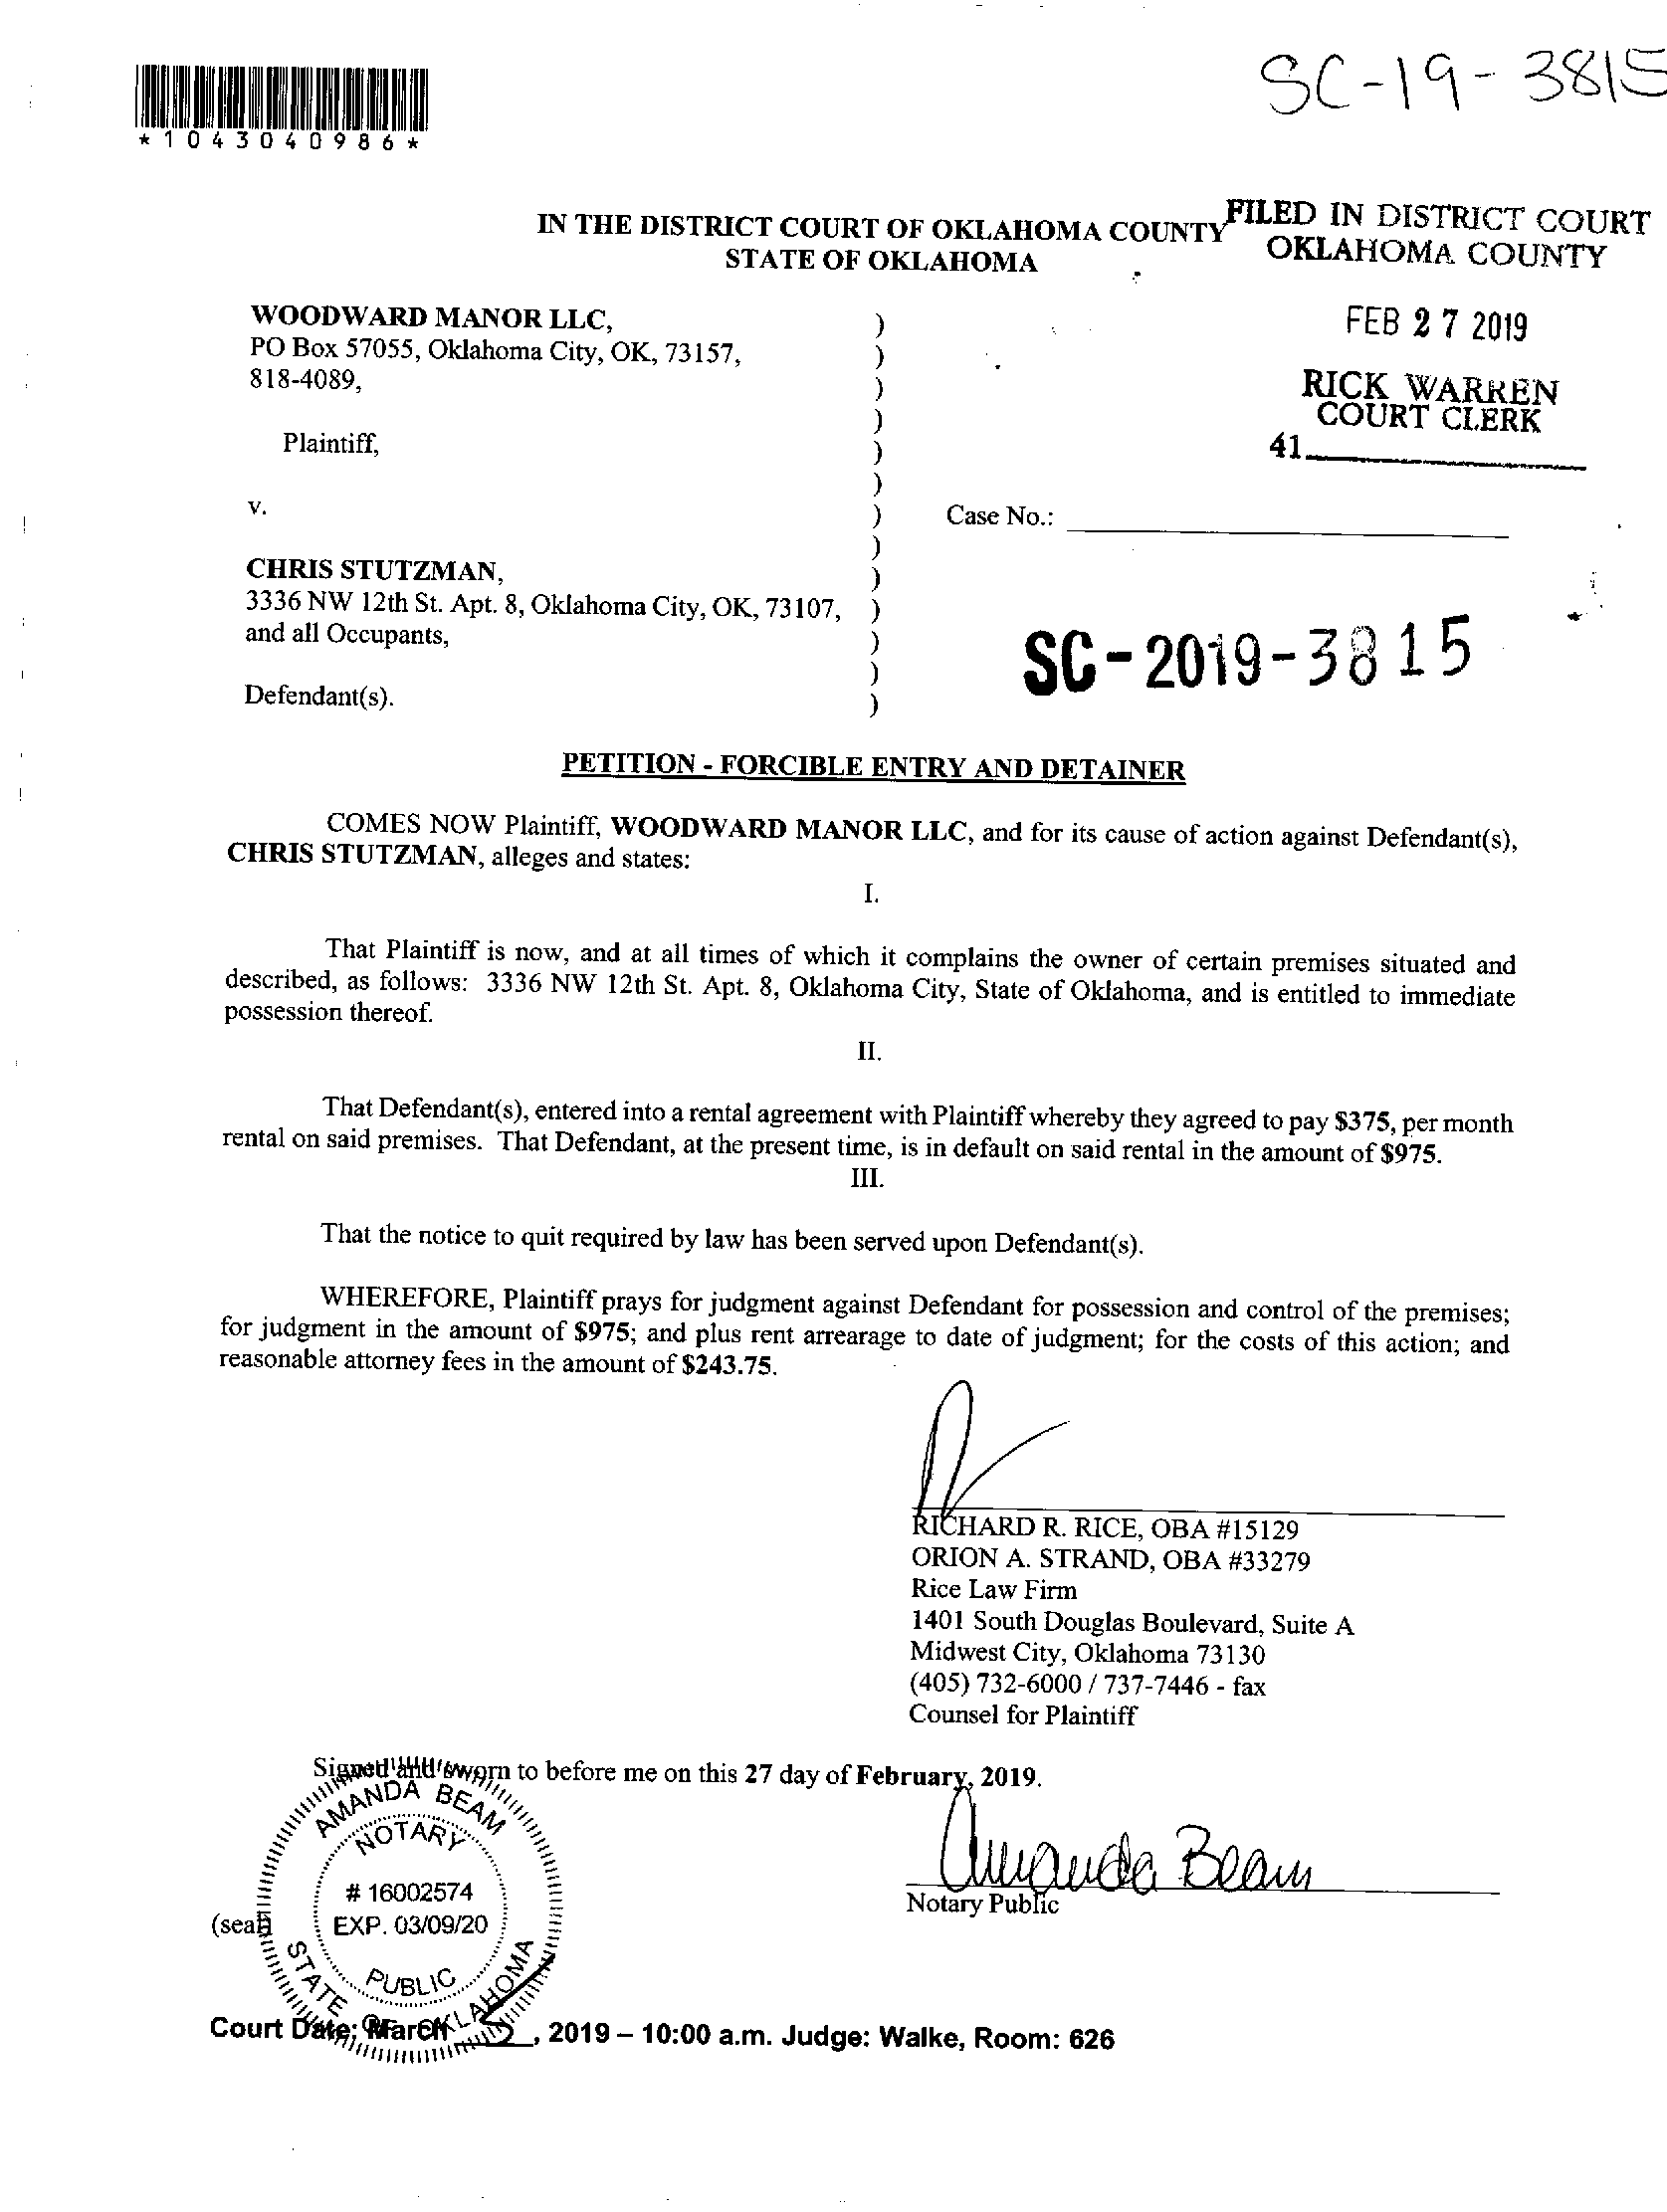 SC-19-3815
*1043040986*
IN THE DISTRICT COURT OF OKLAHOMA COUNTY
STATE OF OKLAHOMA
FILED IN DISTRICT COURT
OKLAHOMA COUNTY
FEB 27 2019
RICK WARREN
COURT CLERK
41
WOODWARD MANOR LLC,
PO Box 57055, Oklahoma City, OK, 73157,
818-4089,
Plaintiff,
v.
Case No.:
CHRIS STUTZMAN,
3336 NW 12th St. Apt. 8, Oklahoma City, OK, 73107,
and all Occupants,
Defendant(s).
SC-2019-3815
PETITION - FORCIBLE ENTRY AND DETAINER
COMES NOW Plaintiff, WOODWARD MANOR LLC, and for its cause of action against Defendant(s),
CHRIS STUTZMAN, alleges and states:
I.
That Plaintiff is now, and at all times of which it complains the owner of certain premises situated and
described, as follows: 3336 NW 12th St. Apt. 8, Oklahoma City, State of Oklahoma, and is entitled to immediate
possession thereof.
II.
That Defendant(s), entered into a rental agreement with Plaintiff whereby they agreed to pay $375, per month
rental on said premises. That Defendant, at the present time, is in default on said rental in the amount of $975.
III.
That the notice to quit required by law has been served upon Defendant(s).
WHEREFORE, Plaintiff prays for judgment against Defendant for possession and control of the premises;
for judgment in the amount of $975; and plus rent arrearage to date of judgment; for the costs of this action; and
reasonable attorney fees in the amount of $243.75.
RICHARD R. RICE, OBA #15129
ORION A. STRAND, OBA #33279
Rice Law Firm
1401 South Douglas Boulevard, Suite A
Midwest City, Oklahoma 73130
(405) 732-6000 / 737-7446 - fax
Counsel for Plaintiff
Signed and sworn to before me on this 27 day of February, 2019.
Amanda Beam
Notary Public
(seal)
AMANDA BEAM
NOTARY
# 16002574
EXP. 03/09/20
PUBLIC
STATE OF OKLAHOMA
Court Date: March 5, 2019 – 10:00 a.m. Judge: Walke, Room: 626